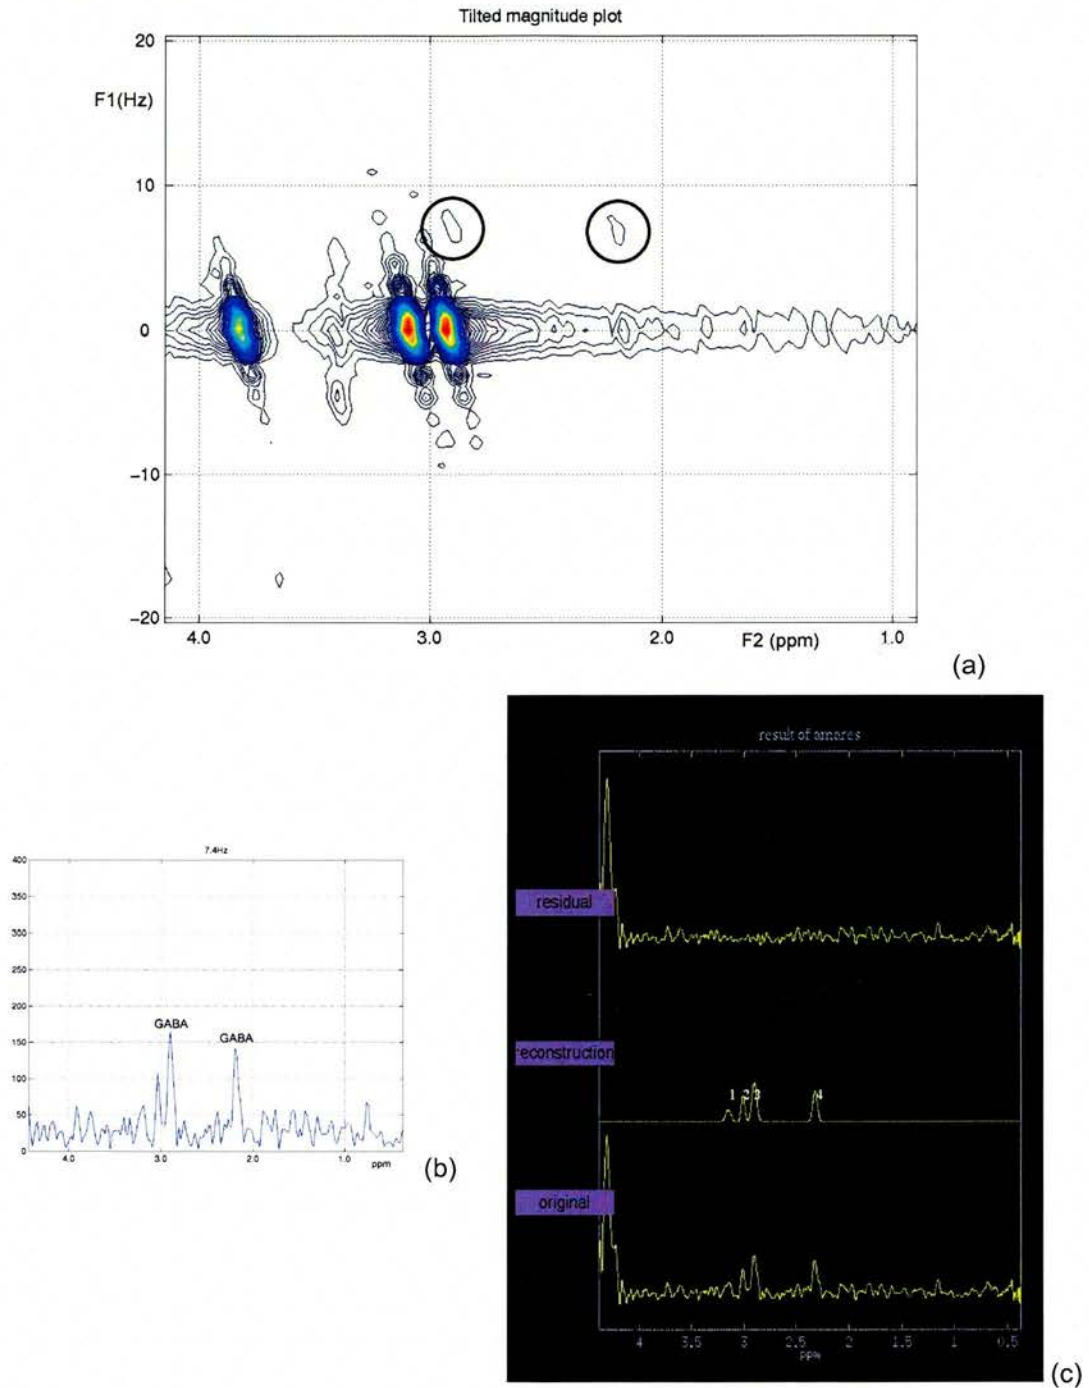 Tilted magnitude plot
20
F1(Hz)
10
0
−10
−20
4.0 3.0 2.0 F2 (ppm) 1.0
(a)
7.4Hz
400
350
300
250
200
150
100
50
0
GABA
GABA
4.0 3.0 2.0 1.0 ppm
(b)
result of amares
residual
reconstruction
1 2 3 4
original
4 3.5 3 2.5 2 1.5 1 0.5
PPM
(c)